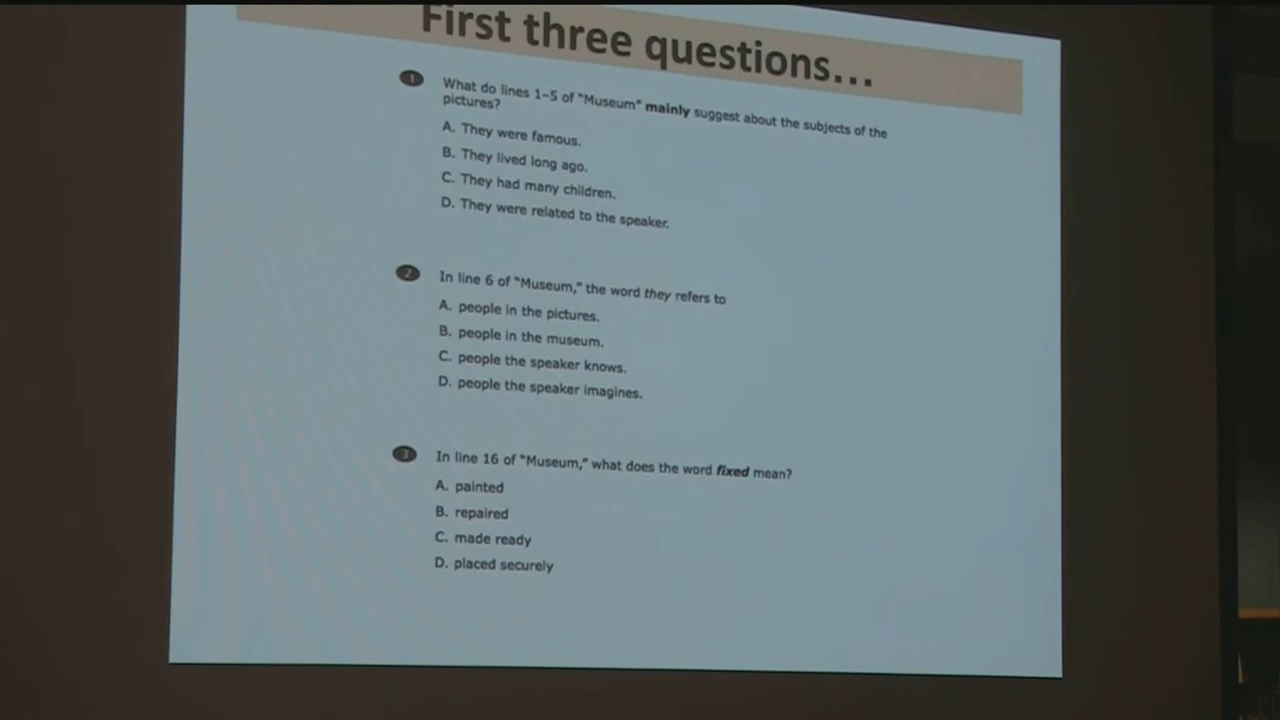 First three questions...
1 What do lines 1–5 of “Museum” mainly suggest about the subjects of the
pictures?
A. They were famous.
B. They lived long ago.
C. They had many children.
D. They were related to the speaker.
2 In line 6 of “Museum,” the word they refers to
A. people in the pictures.
B. people in the museum.
C. people the speaker knows.
D. people the speaker imagines.
3 In line 16 of “Museum,” what does the word fixed mean?
A. painted
B. repaired
C. made ready
D. placed securely